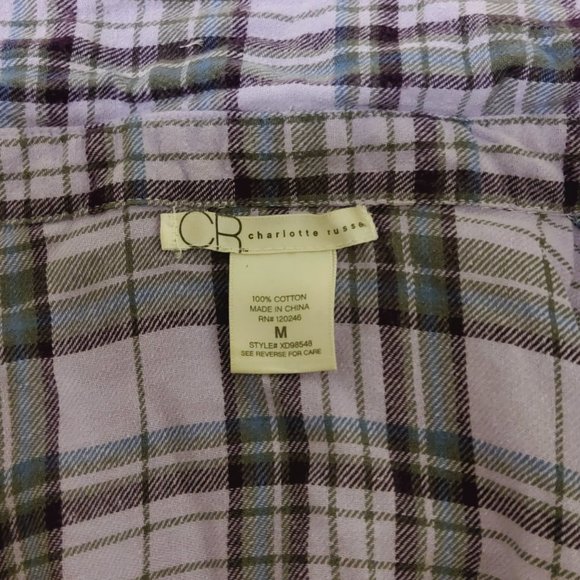 CR charlotte russe
100% COTTON
MADE IN CHINA
RN# 120246
M
STYLE# XD98548
SEE REVERSE FOR CARE